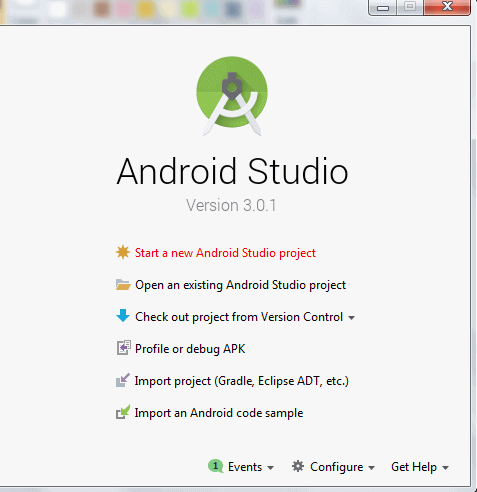 Android Studio
Version 3.0.1
Start a new Android Studio project
Open an existing Android Studio project
Check out project from Version Control
Profile or debug APK
Import project (Gradle, Eclipse ADT, etc.)
Import an Android code sample
1 Events Configure Get Help